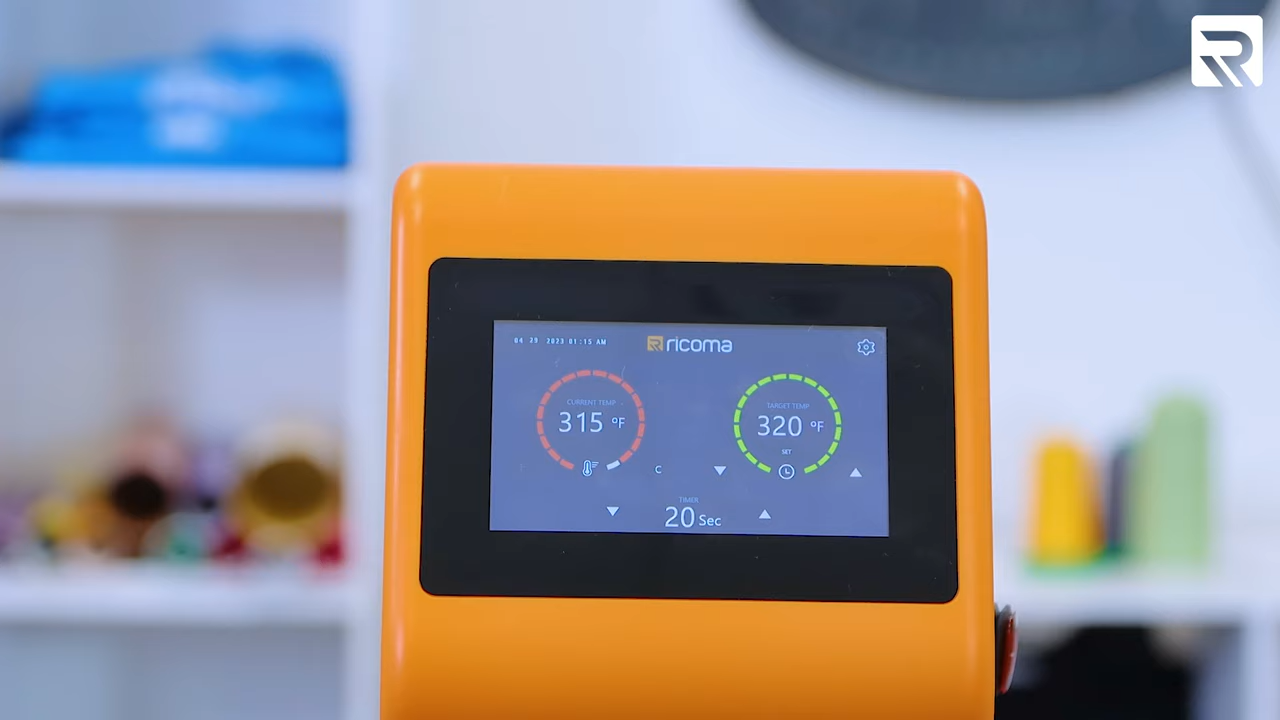 04 29 2023 01:15 AM
ricoma
CURRENT TEMP
315 °F
C
TARGET TEMP
320 °F
SET
TIMER
20 Sec